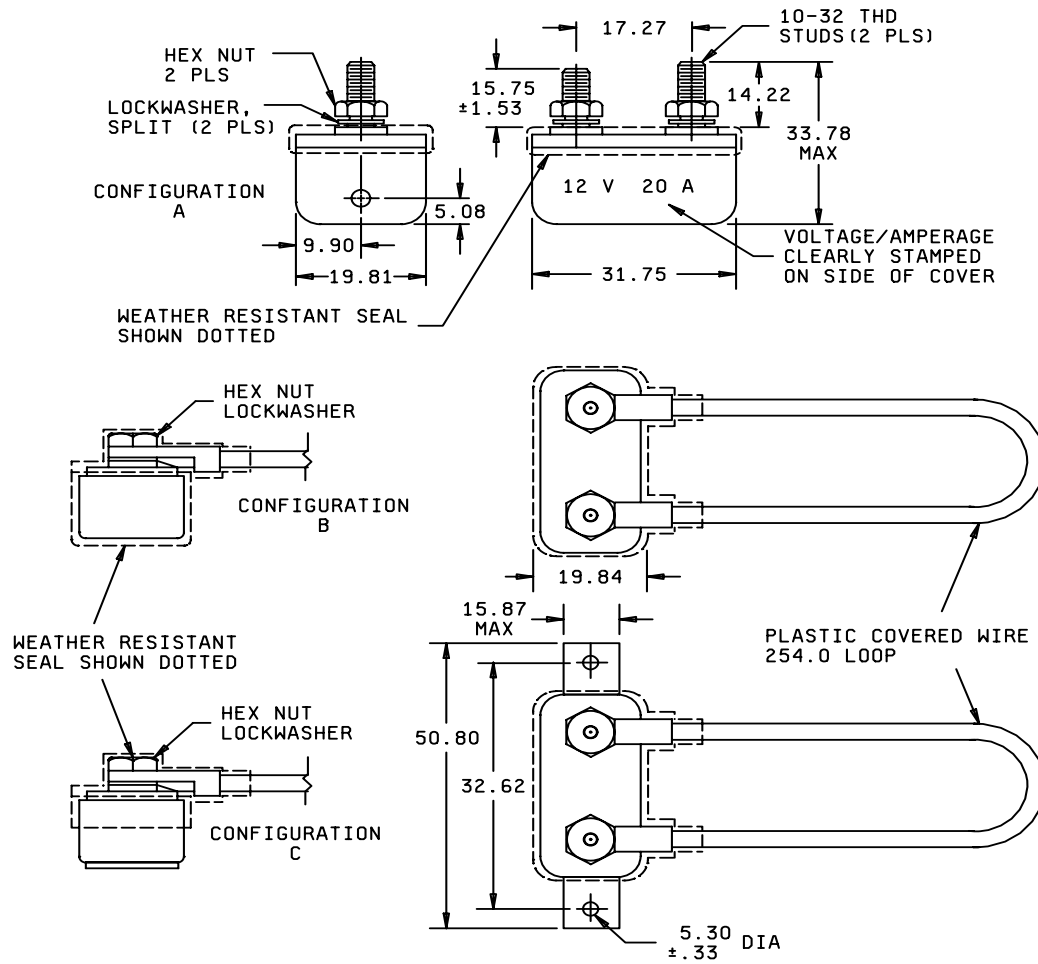 HEX NUT
2 PLS
LOCKWASHER,
SPLIT (2 PLS)
CONFIGURATION
A
5.08
9.90
19.81
17.27
10-32 THD
STUDS(2 PLS)
15.75
±1.53
14.22
33.78
MAX
12 V 20 A
31.75
VOLTAGE/AMPERAGE
CLEARLY STAMPED
ON SIDE OF COVER
WEATHER RESISTANT SEAL
SHOWN DOTTED
HEX NUT
LOCKWASHER
CONFIGURATION
B
19.84
15.87
MAX
WEATHER RESISTANT
SEAL SHOWN DOTTED
PLASTIC COVERED WIRE
254.0 LOOP
HEX NUT
LOCKWASHER
50.80
32.62
CONFIGURATION
C
5.30
±.33
DIA